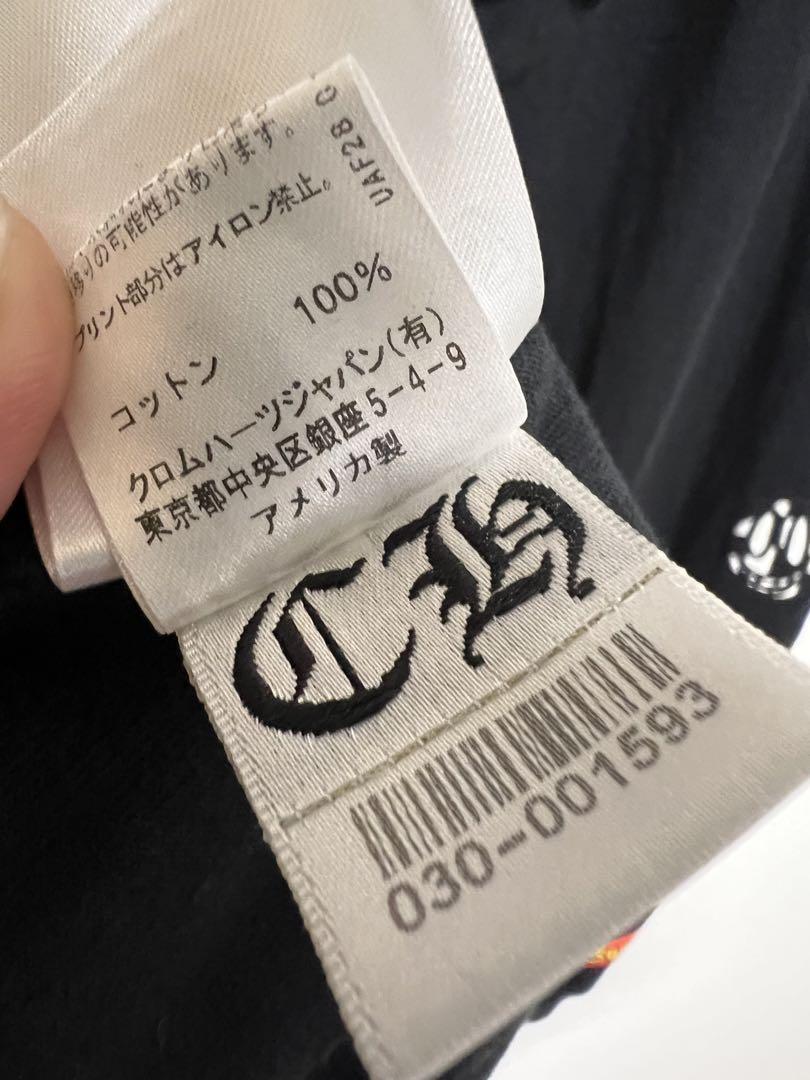 移りの可能性があります。
プリント部分はアイロン禁止。
コットン 100%
クロムハーツジャパン(有)
東京都中央区銀座5-4-9
アメリカ製
UAF28
CH
030-001593